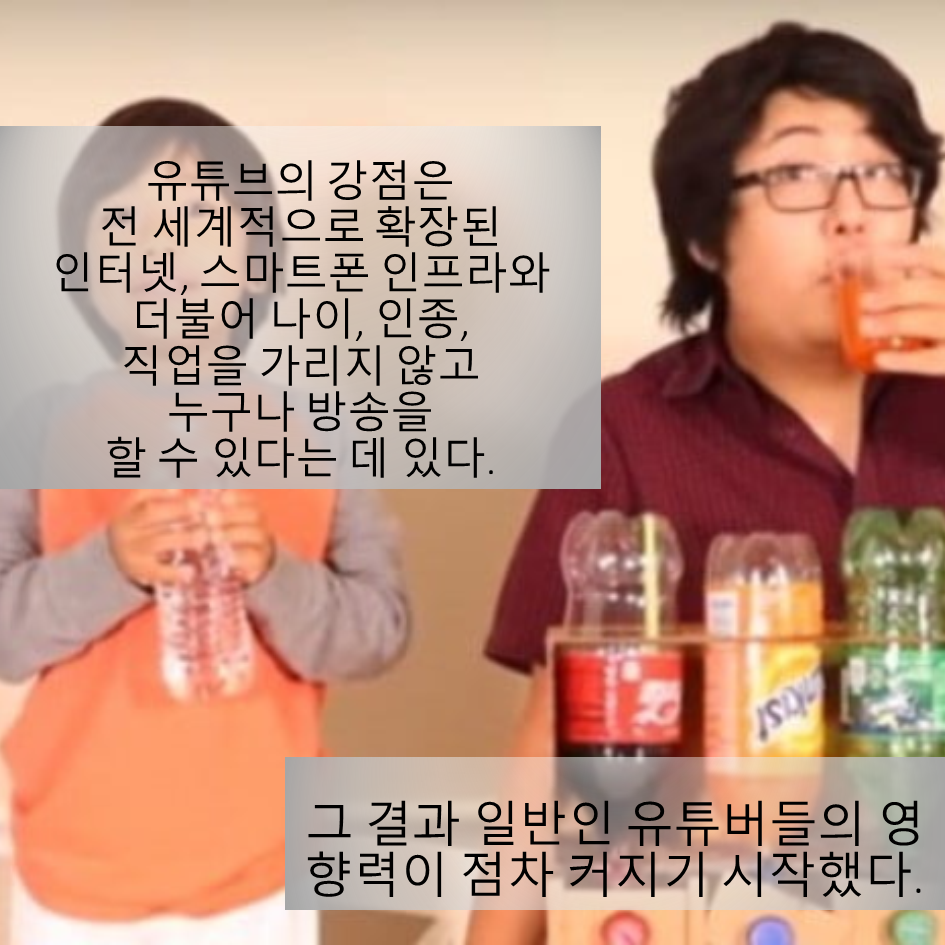 유튜브의 강점은
전 세계적으로 확장된
인터넷, 스마트폰 인프라와
더불어 나이, 인종,
직업을 가리지 않고
누구나 방송을
할 수 있다는 데 있다.
그 결과 일반인 유튜버들의 영
향력이 점차 커지기 시작했다.